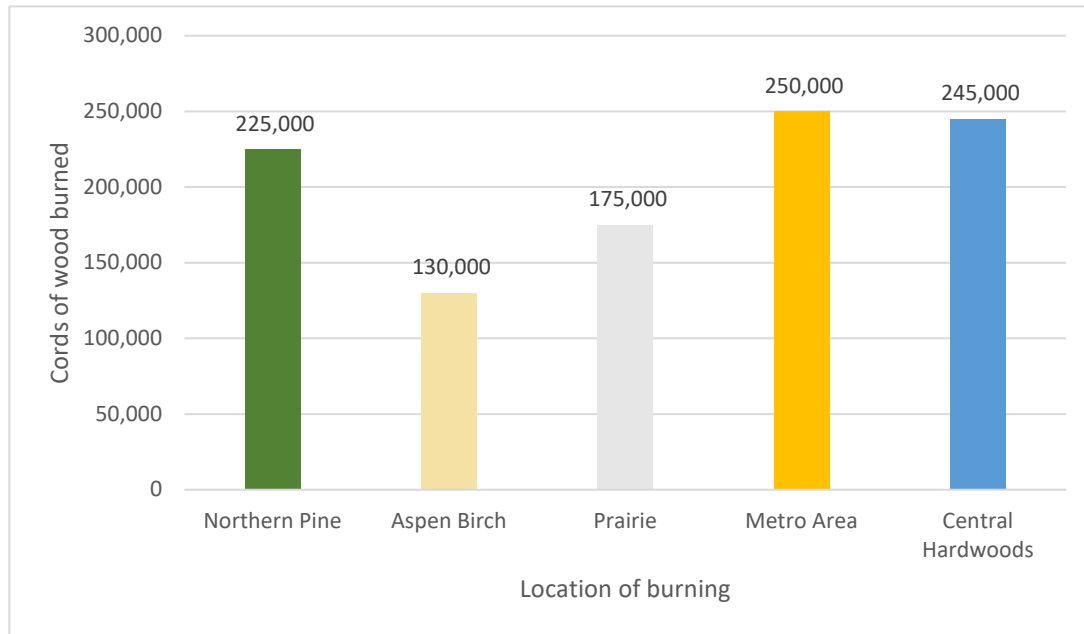 300,000
250,000
200,000
150,000
100,000
50,000
0
Cords of wood burned
225,000
130,000
175,000
250,000
245,000
Northern Pine
Aspen Birch
Prairie
Metro Area
Central
Hardwoods
Location of burning